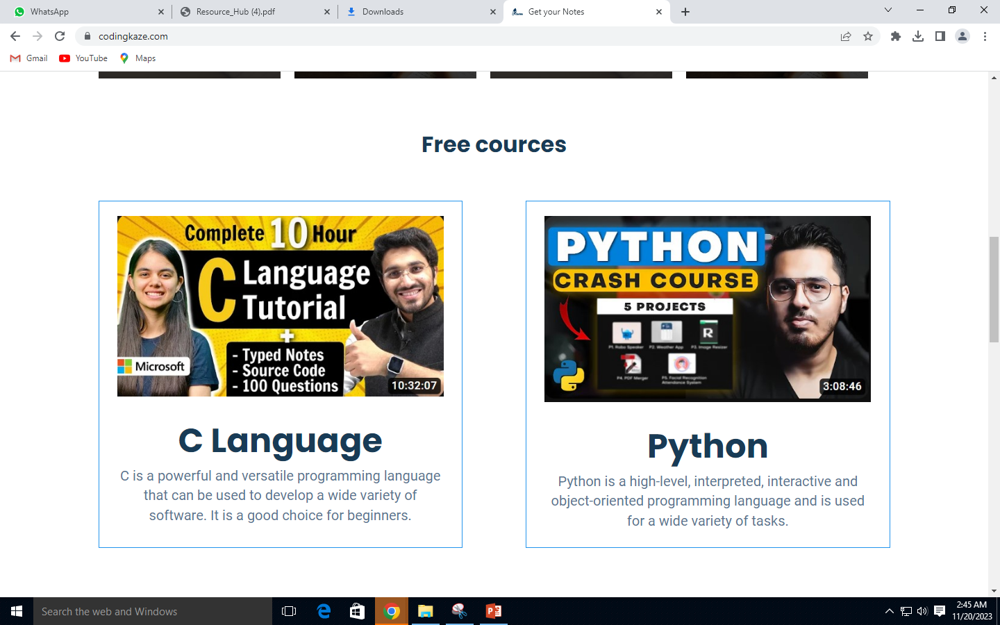 WhatsApp
Resource_Hub (4).pdf
Downloads
Get your Notes
codingkaze.com
Gmail
YouTube
Maps
Free cources
Complete 10 Hour
C Language
Tutorial
+
- Typed Notes
- Source Code
- 100 Questions
Microsoft
10:32:07
C Language
C is a powerful and versatile programming language
that can be used to develop a wide variety of
software. It is a good choice for beginners.
PYTHON
CRASH COURSE
5 PROJECTS
P1. Robo Speaker
P2. Weather App
P3. Image Resizer
R
P4. PDF Merger
P5. Facial Recognition
Attendance System
3:08:46
Python
Python is a high-level, interpreted, interactive and
object-oriented programming language and is used
for a wide variety of tasks.
Search the web and Windows
2:45 AM
11/20/2023